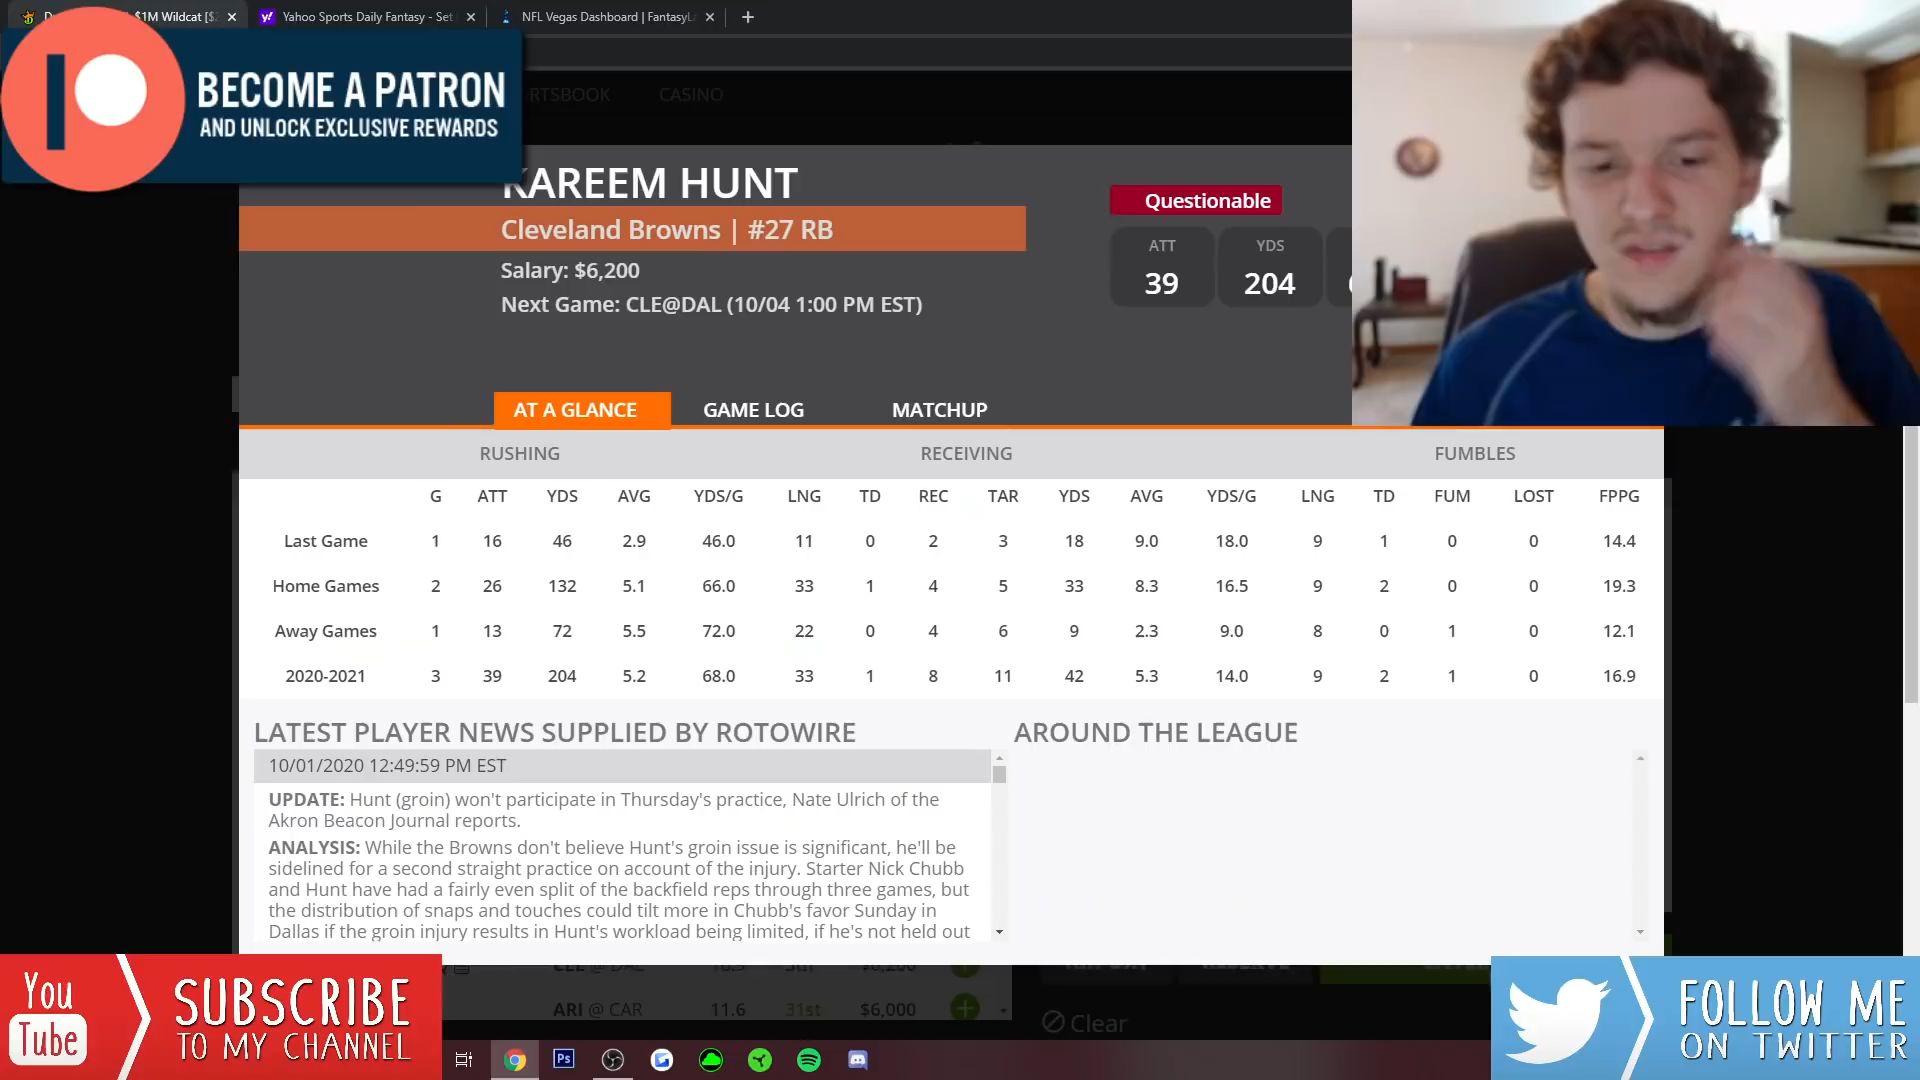 $1M Wildcat [$
Yahoo Sports Daily Fantasy - Set
NFL Vegas Dashboard | FantasyLa
BECOME A PATRON
AND UNLOCK EXCLUSIVE REWARDS
RTSBOOK CASINO
KAREEM HUNT
Cleveland Browns | #27 RB
Salary: $6,200
Next Game: CLE@DAL (10/04 1:00 PM EST)
Questionable
ATT YDS
39 204
AT A GLANCE GAME LOG MATCHUP
RUSHING RECEIVING FUMBLES
G ATT YDS AVG YDS/G LNG TD REC TAR YDS AVG YDS/G LNG TD FUM LOST FPPG
Last Game 1 16 46 2.9 46.0 11 0 2 3 18 9.0 18.0 9 1 0 0 14.4
Home Games 2 26 132 5.1 66.0 33 1 4 5 33 8.3 16.5 9 2 0 0 19.3
Away Games 1 13 72 5.5 72.0 22 0 4 6 9 2.3 9.0 8 0 1 0 12.1
2020-2021 3 39 204 5.2 68.0 33 1 8 11 42 5.3 14.0 9 2 1 0 16.9
LATEST PLAYER NEWS SUPPLIED BY ROTOWIRE
AROUND THE LEAGUE
10/01/2020 12:49:59 PM EST
UPDATE: Hunt (groin) won't participate in Thursday's practice, Nate Ulrich of the
Akron Beacon Journal reports.
ANALYSIS: While the Browns don't believe Hunt's groin issue is significant, he'll be
sidelined for a second straight practice on account of the injury. Starter Nick Chubb
and Hunt have had a fairly even split of the backfield reps through three games, but
the distribution of snaps and touches could tilt more in Chubb's favor Sunday in
Dallas if the groin injury results in Hunt's workload being limited, if he's not held out
ARI @ CAR 11.6 31st $6,000
Clear
You
Tube
SUBSCRIBE
TO MY CHANNEL
Ps
FOLLOW ME
ON TWITTER